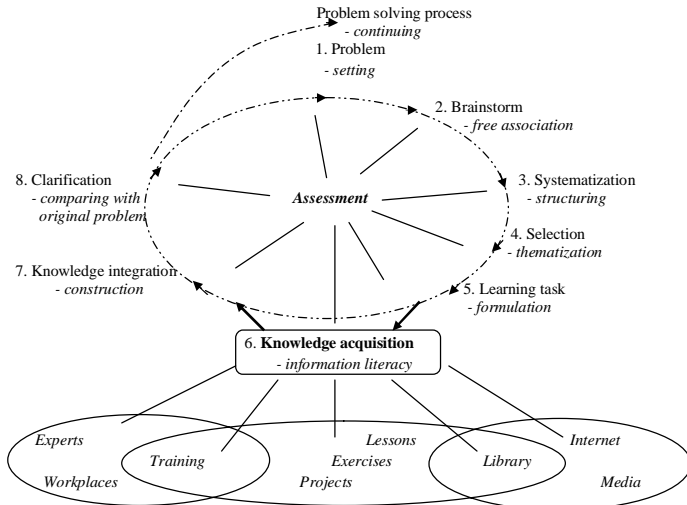 Problem solving process
- continuing
1. Problem
- setting
2. Brainstorm
- free association
3. Systematization
- structuring
4. Selection
- thematization
5. Learning task
- formulation
6. Knowledge acquisition
- information literacy
7. Knowledge integration
- construction
8. Clarification
- comparing with
original problem
Assessment
Experts
Workplaces
Training
Lessons
Exercises
Projects
Library
Internet
Media